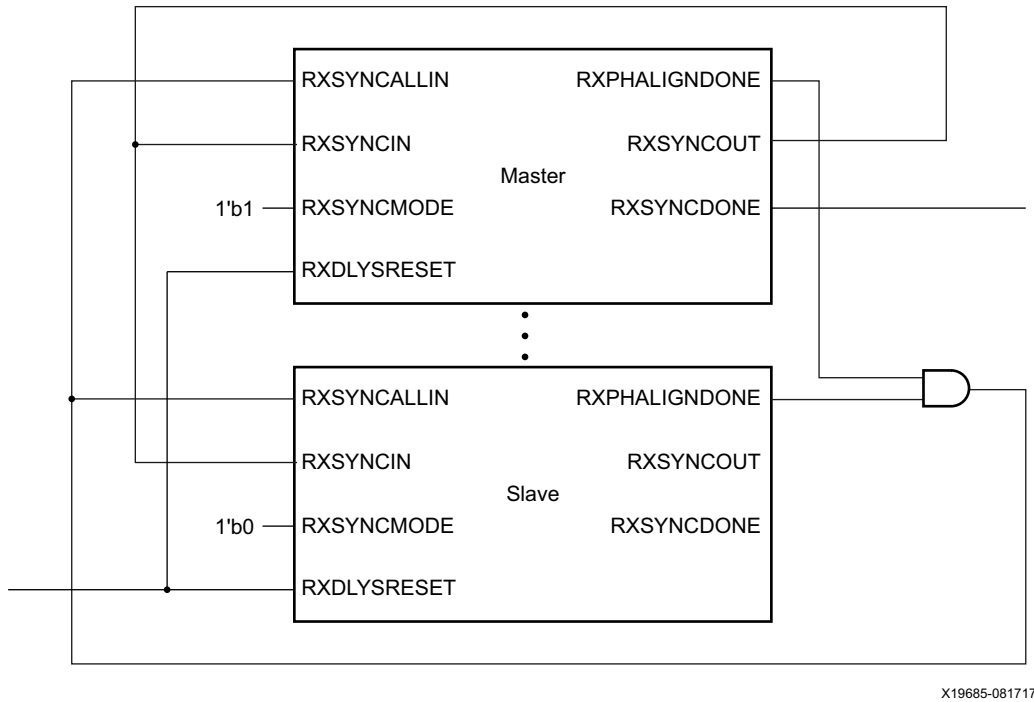 RXSYNCALLIN RXPHALIGNDONE
RXSYNCIN RXSYNCOUT
Master
1'b1 RXSYNCMODE RXSYNCDONE
RXDLYSRESET
RXSYNCALLIN RXPHALIGNDONE
RXSYNCIN RXSYNCOUT
Slave
1'b0 RXSYNCMODE RXSYNCDONE
RXDLYSRESET
X19685-081717